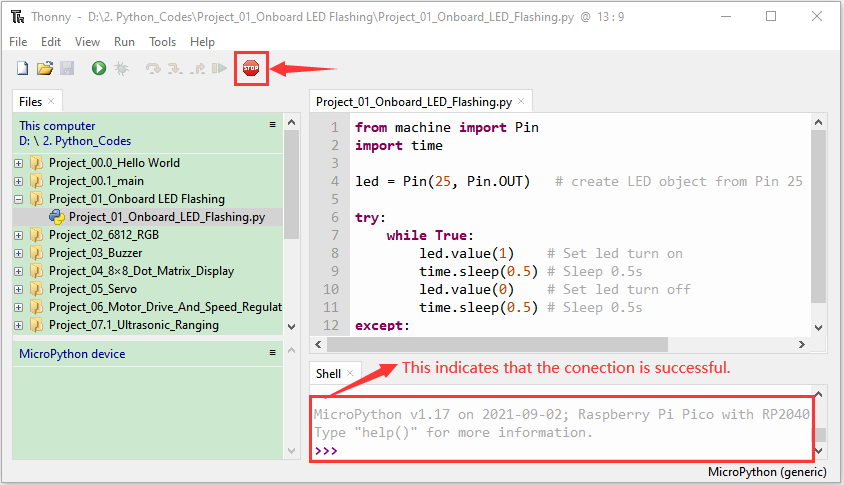 Thonny - D:\2. Python_Codes\Project_01_Onboard LED Flashing\Project_01_Onboard_LED_Flashing.py @ 13 : 9
File Edit View Run Tools Help
STOP
Files ×
This computer ≡
D: \ 2. Python_Codes
Project_00.0_Hello World
Project_00.1_main
Project_01_Onboard LED Flashing
Project_01_Onboard_LED_Flashing.py
Project_02_6812_RGB
Project_03_Buzzer
Project_04_8×8_Dot_Matrix_Display
Project_05_Servo
Project_06_Motor_Drive_And_Speed_Regulat
Project_07.1_Ultrasonic_Ranging
MicroPython device ≡
Project_01_Onboard_LED_Flashing.py ×
1 from machine import Pin
2 import time
3
4 led = Pin(25, Pin.OUT) # create LED object from Pin 25
5
6 try:
7 while True:
8 led.value(1) # Set led turn on
9 time.sleep(0.5) # Sleep 0.5s
10 led.value(0) # Set led turn off
11 time.sleep(0.5) # Sleep 0.5s
12 except:
This indicates that the conection is successful.
Shell ×
MicroPython v1.17 on 2021-09-02; Raspberry Pi Pico with RP2040
Type "help()" for more information.
>>>
MicroPython (generic)